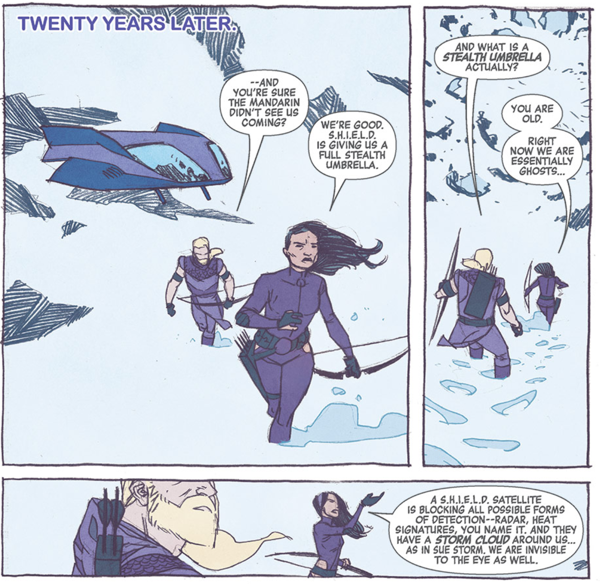 TWENTY YEARS LATER.
--AND
YOU'RE SURE
THE MANDARIN
DIDN'T SEE US
COMING?
WE'RE GOOD.
S.H.I.E.L.D.
IS GIVING US A
FULL STEALTH
UMBRELLA.
AND WHAT IS A
STEALTH UMBRELLA
ACTUALLY?
YOU ARE
OLD.
RIGHT
NOW WE ARE
ESSENTIALLY
GHOSTS...
A S.H.I.E.L.D. SATELLITE
IS BLOCKING ALL POSSIBLE FORMS
OF DETECTION--RADAR, HEAT
SIGNATURES, YOU NAME IT. AND THEY
HAVE A STORM CLOUD AROUND US...
AS IN SUE STORM. WE ARE INVISIBLE
TO THE EYE AS WELL.